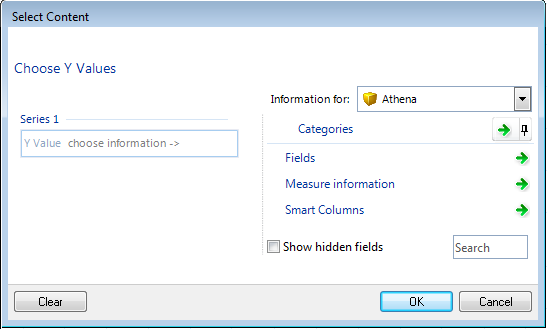 Select Content
Choose Y Values
Information for: Athena
Series 1
Categories
Y Value choose information ->
Fields
Measure information
Smart Columns
Show hidden fields
Search
Clear
OK
Cancel